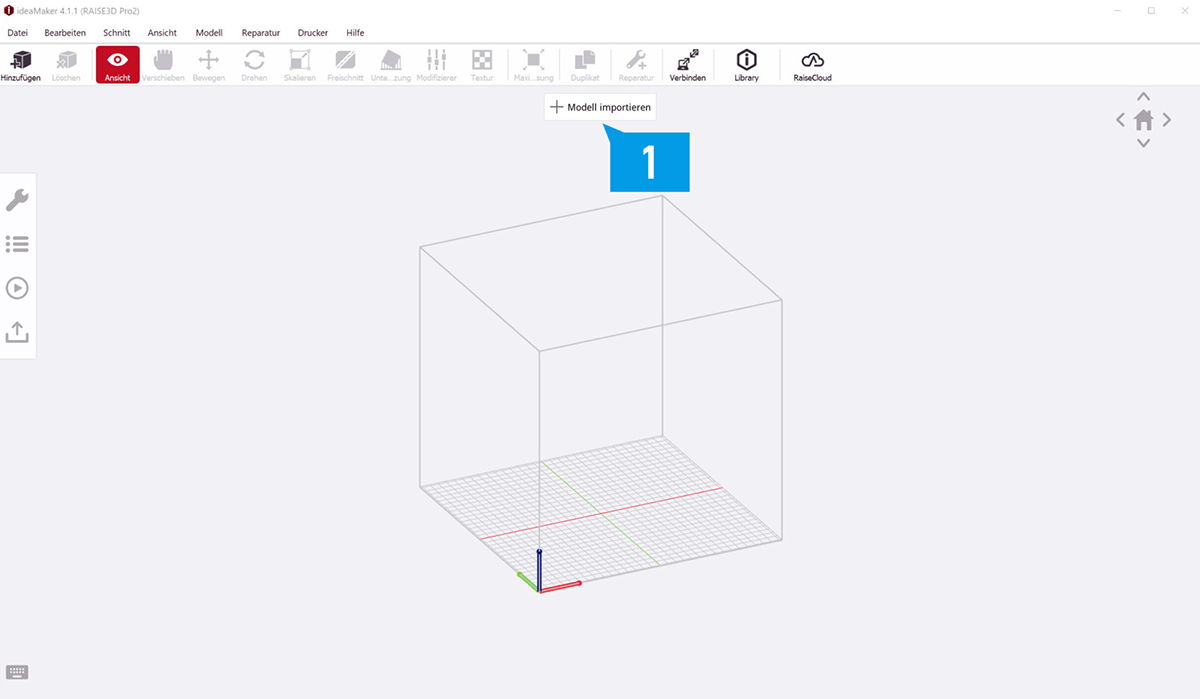 ideaMaker 4.1.1 (RAISE3D Pro2)
Datei Bearbeiten Schnitt Ansicht Modell Reparatur Drucker Hilfe
Hinzufügen Löschen Ansicht Verschieben Bewegen Drehen Skalieren Freischnitt Unte...zung Modifizierer Textur Maxi...sung Duplikat Reparatur Verbinden Library RaiseCloud
Modell importieren
1